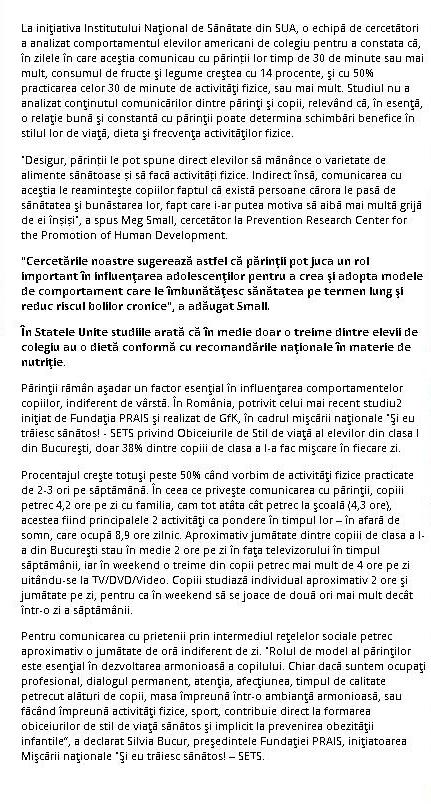 La iniţiativa Institutului Naţional de Sănătate din SUA, o echipă de cercetători
a analizat comportamentul elevilor americani de colegiu pentru a constata că,
în zilele în care aceştia comunicau cu părinţii lor timp de 30 de minute sau mai
mult, consumul de fructe şi legume creştea cu 14 procente, şi cu 50%
practicarea celor 30 de minute de activităţi fizice, sau mai mult. Studiul nu a
analizat conţinutul comunicărilor dintre părinţi şi copii, relevând că, în esenţă,
o relaţie bună şi constantă cu părinţii poate determina schimbări benefice în
stilul lor de viaţă, dieta şi frecvenţa activităţilor fizice.
"Desigur, părinţii le pot spune direct elevilor să mănânce o varietate de
alimente sănătoase și să facă activităţi fizice. Indirect însă, comunicarea cu
aceştia le reaminteşte copiilor faptul că există persoane cărora le pasă de
sănătatea şi bunăstarea lor, fapt care i-ar putea motiva să aibă mai multă grijă
de ei înșiși", a spus Meg Small, cercetător la Prevention Research Center for
the Promotion of Human Development.
"Cercetările noastre sugerează astfel că părinţii pot juca un rol
important în influenţarea adolescenţilor pentru a crea şi adopta modele
de comportament care le îmbunătăţesc sănătatea pe termen lung şi
reduc riscul bolilor cronice", a adăugat Small.
În Statele Unite studiile arată că în medie doar o treime dintre elevii de
colegiu au o dietă conformă cu recomandările naţionale în materie de
nutriţie.
Părinţii rămân aşadar un factor esenţial în influenţarea comportamentelor
copiilor, indiferent de vârstă. În România, potrivit celui mai recent studiu2
iniţiat de Fundaţia PRAIS şi realizat de GfK, în cadrul mişcării naţionale "Şi eu
trăiesc sănătos! - SETS privind Obiceiurile de Stil de viaţă al elevilor din clasa I
din Bucureşti, doar 38% dintre copiii de clasa a I-a fac mişcare în fiecare zi.
Procentajul creşte totuşi peste 50% când vorbim de activităţi fizice practicate
de 2-3 ori pe săptămână. În ceea ce priveşte comunicarea cu părinţii, copiii
petrec 4,2 ore pe zi cu familia, cam tot atâta cât petrec la şcoală (4,3 ore),
acestea fiind principalele 2 activităţi ca pondere în timpul lor – în afară de
somn, care ocupă 8,9 ore zilnic. Aproximativ jumătate dintre copiii de clasa a I-
a din Bucureşti stau în medie 2 ore pe zi în faţa televizorului în timpul
săptămânii, iar în weekend o treime din copii petrec mai mult de 4 ore pe zi
uitându-se la TV/DVD/Video. Copiii studiază individual aproximativ 2 ore şi
jumătate pe zi, pentru ca în weekend să se joace de două ori mai mult decât
într-o zi a săptămânii.
Pentru comunicarea cu prietenii prin intermediul reţelelor sociale petrec
aproximativ o jumătate de oră indiferent de zi. "Rolul de model al părinţilor
este esenţial în dezvoltarea armonioasă a copilului. Chiar dacă suntem ocupaţi
profesional, dialogul permanent, atenţia, afecţiunea, timpul de calitate
petrecut alături de copii, masa împreună într-o ambianţă armonioasă, sau
făcând împreună activităţi fizice, sport, contribuie direct la formarea
obiceiurilor de stil de viaţă sănătos şi implicit la prevenirea obezităţii
infantile", a declarat Silvia Bucur, preşedintele Fundaţiei PRAIS, iniţiatoarea
Mişcării naţionale "Şi eu trăiesc sănătos! – SETS.